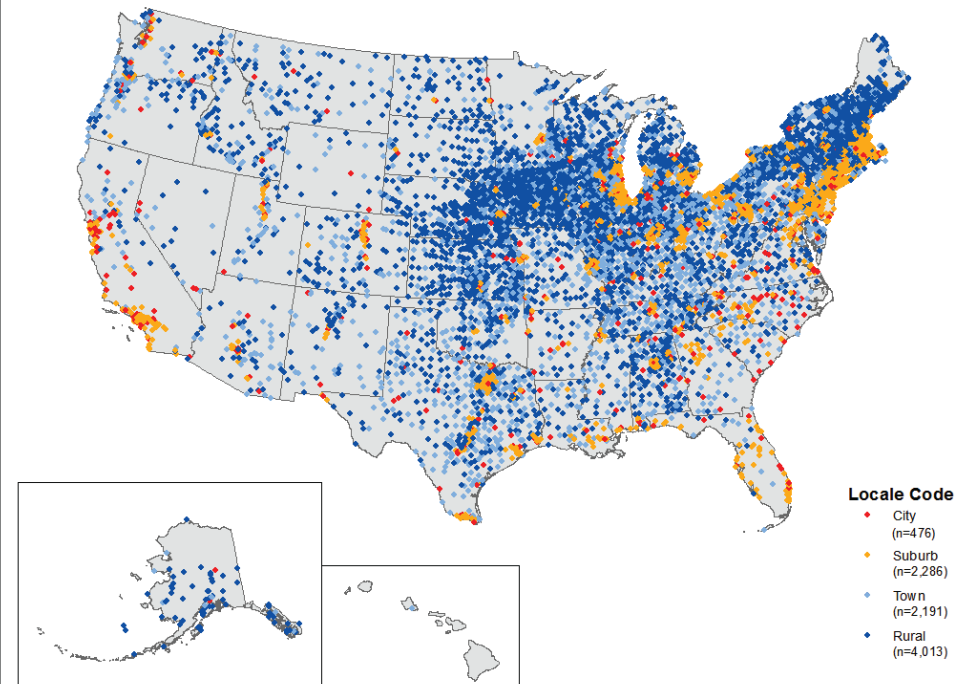 Locale Code
City
(n=476)
Suburb
(n=2,286)
Town
(n=2,191)
Rural
(n=4,013)